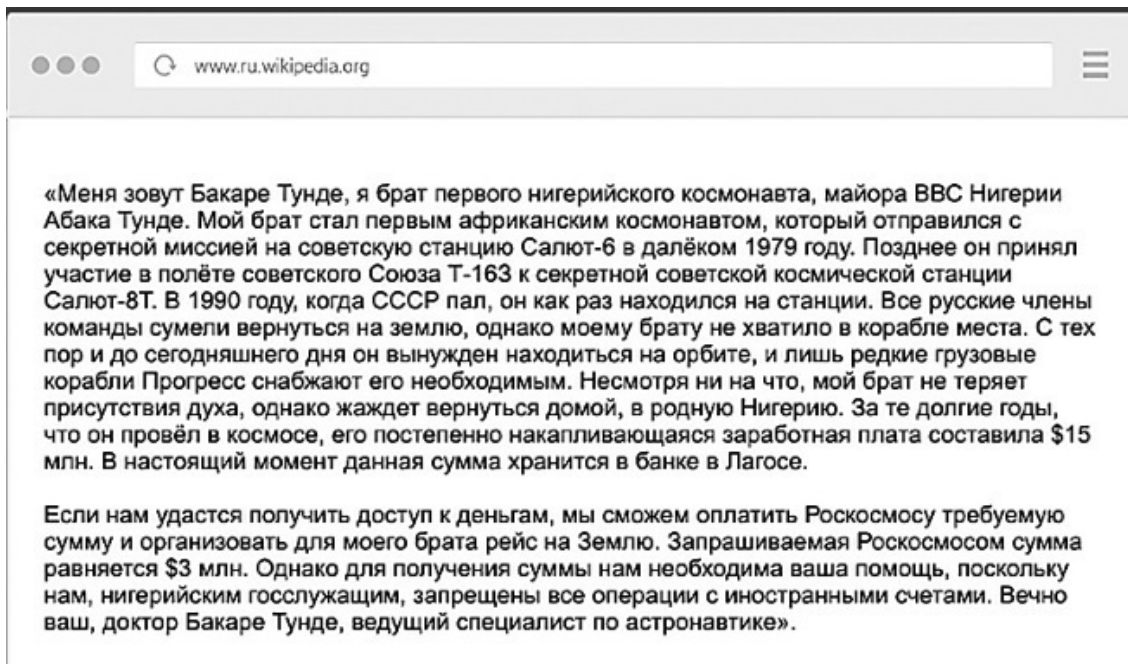 www.ru.wikipedia.org
«Меня зовут Бакаре Тунде, я брат первого нигерийского космонавта, майора ВВС Нигерии
Абака Тунде. Мой брат стал первым африканским космонавтом, который отправился с
секретной миссией на советскую станцию Салют-6 в далёком 1979 году. Позднее он принял
участие в полёте советского Союза Т-163 к секретной советской космической станции
Салют-8Т. В 1990 году, когда СССР пал, он как раз находился на станции. Все русские члены
команды сумели вернуться на землю, однако моему брату не хватило в корабле места. С тех
пор и до сегодняшнего дня он вынужден находиться на орбите, и лишь редкие грузовые
корабли Прогресс снабжают его необходимым. Несмотря ни на что, мой брат не теряет
присутствия духа, однако жаждет вернуться домой, в родную Нигерию. За те долгие годы,
что он провёл в космосе, его постепенно накапливающаяся заработная плата составила $15
млн. В настоящий момент данная сумма хранится в банке в Лагосе.
Если нам удастся получить доступ к деньгам, мы сможем оплатить Роскосмосу требуемую
сумму и организовать для моего брата рейс на Землю. Запрашиваемая Роскосмосом сумма
равняется $3 млн. Однако для получения суммы нам необходима ваша помощь, поскольку
нам, нигерийским госслужащим, запрещены все операции с иностранными счетами. Вечно
ваш, доктор Бакаре Тунде, ведущий специалист по астронавтике».